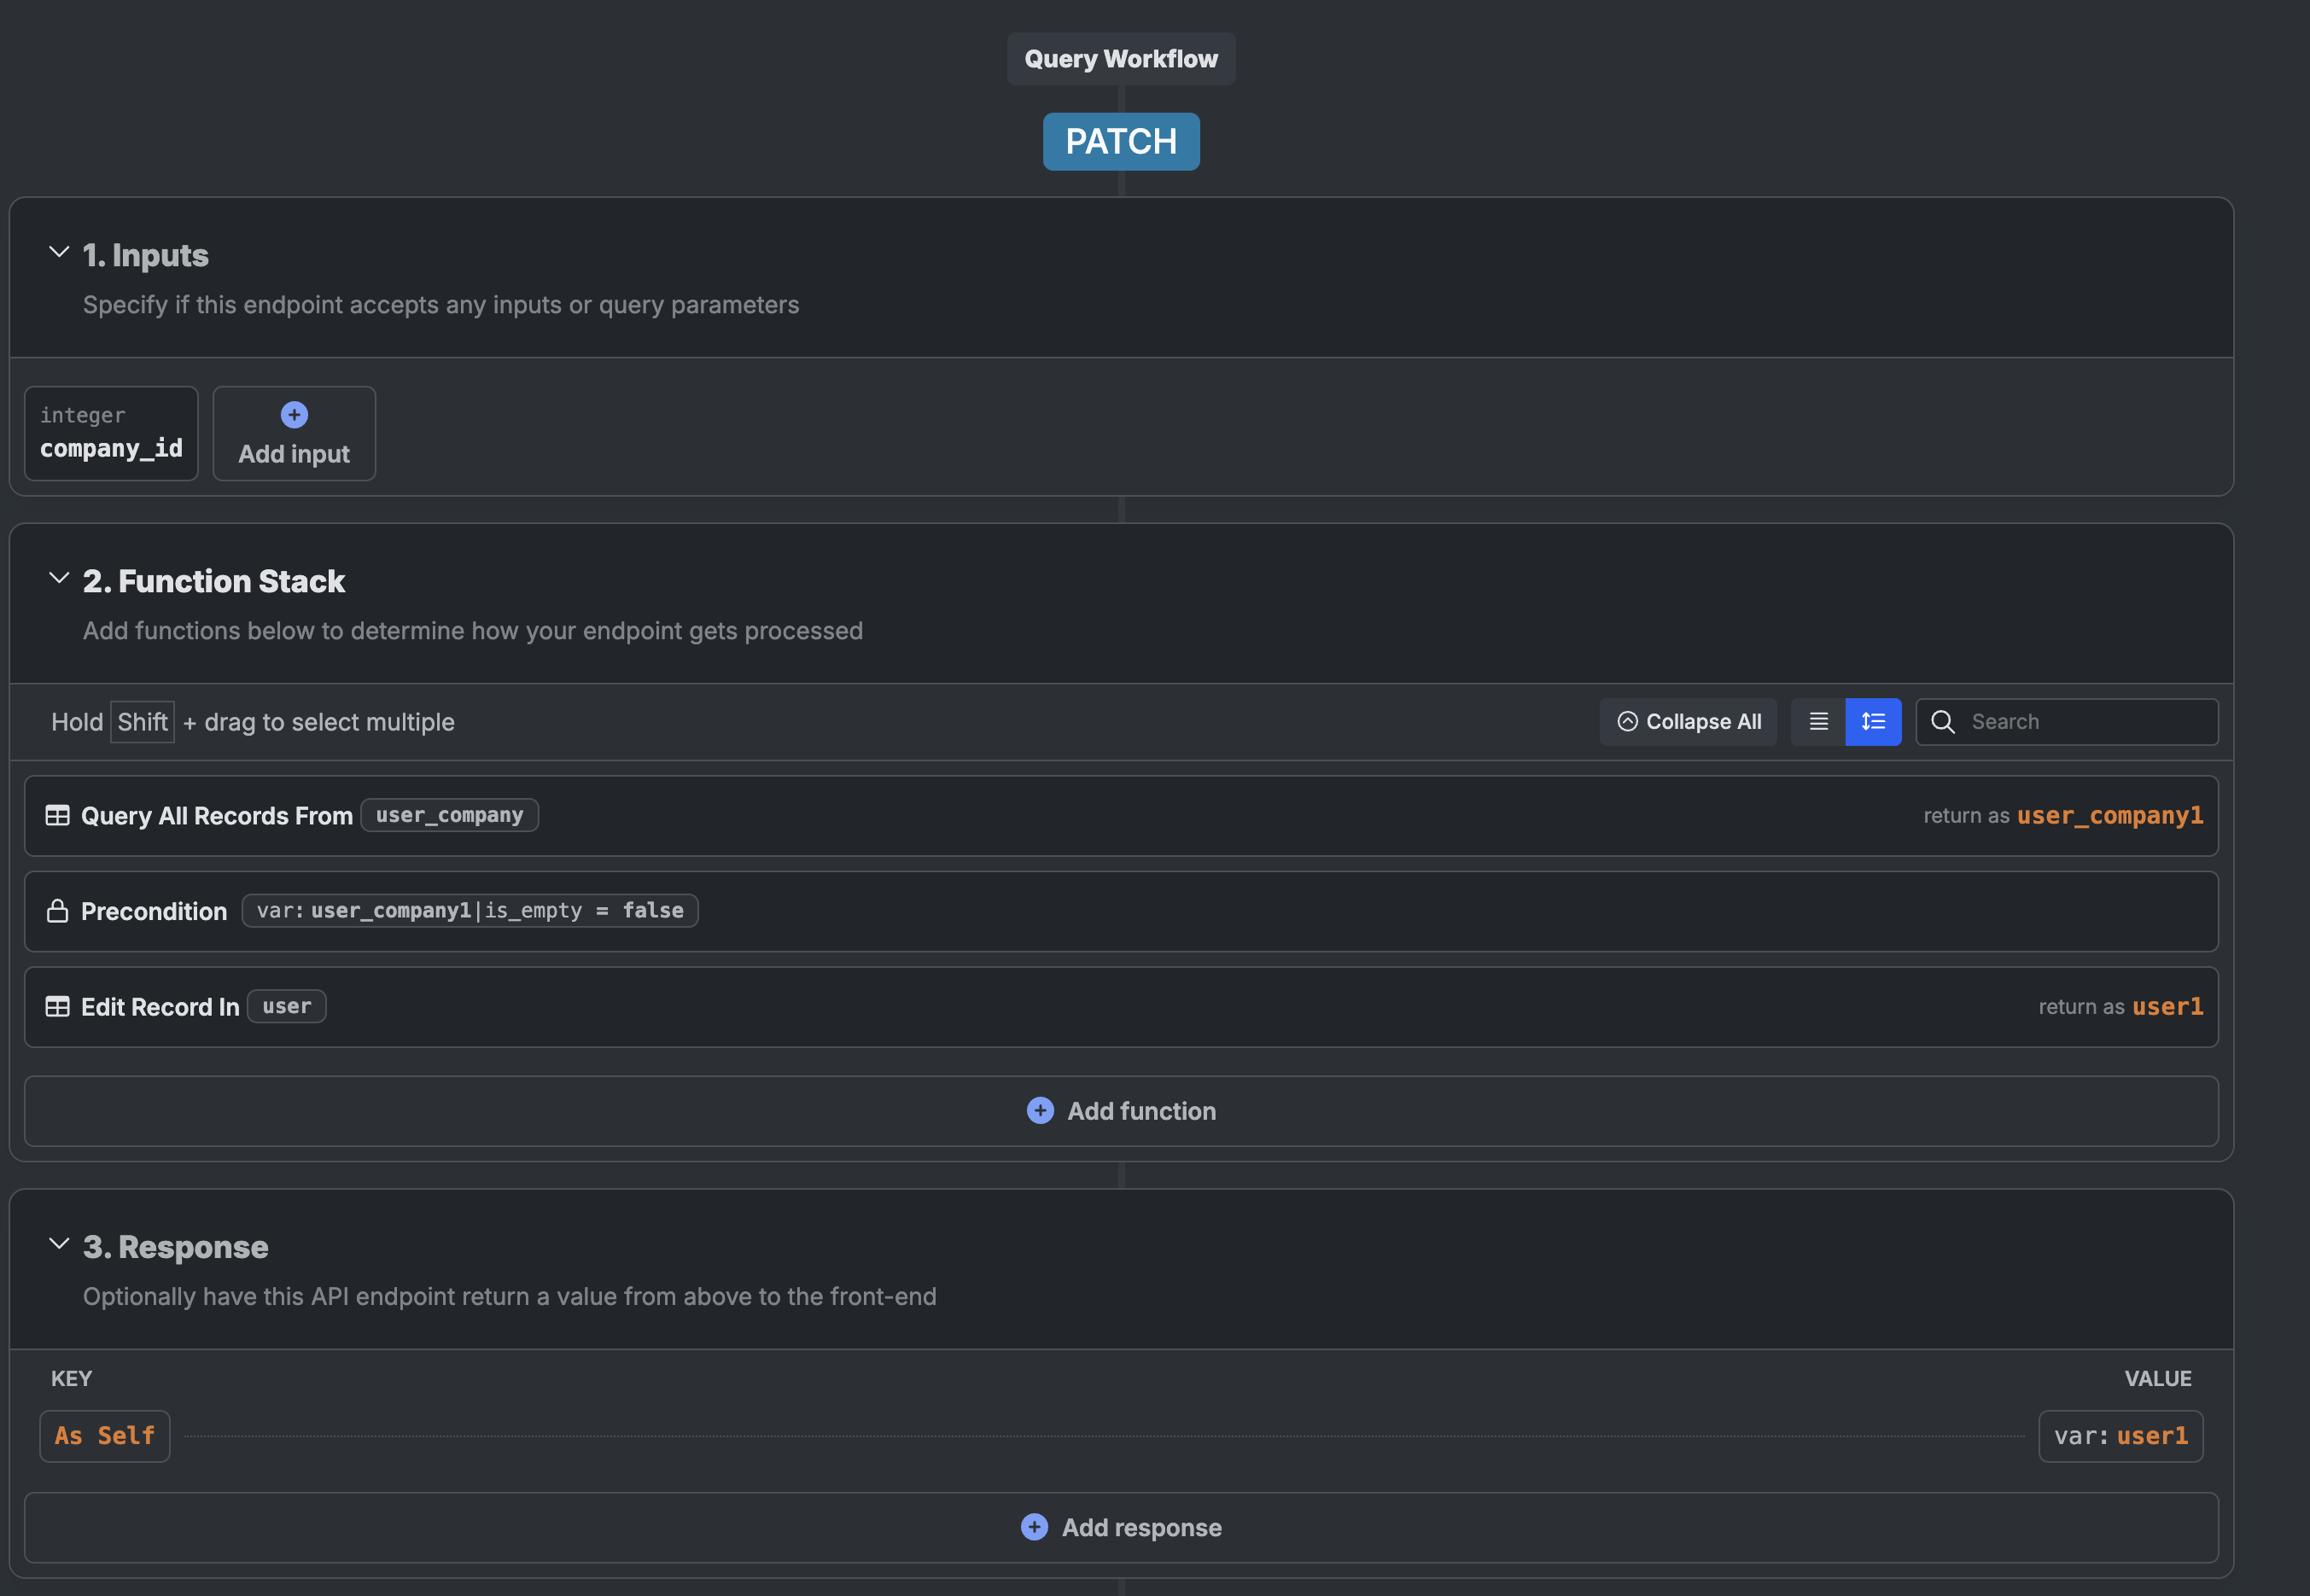 Query Workflow
PATCH
1. Inputs
Specify if this endpoint accepts any inputs or query parameters
integer
company_id
Add input
2. Function Stack
Add functions below to determine how your endpoint gets processed
Hold Shift + drag to select multiple
Collapse All
Search
Query All Records From user_company return as user_company1
Precondition var: user_company1|is_empty = false
Edit Record In user return as user1
Add function
3. Response
Optionally have this API endpoint return a value from above to the front-end
KEY VALUE
As Self var: user1
Add response